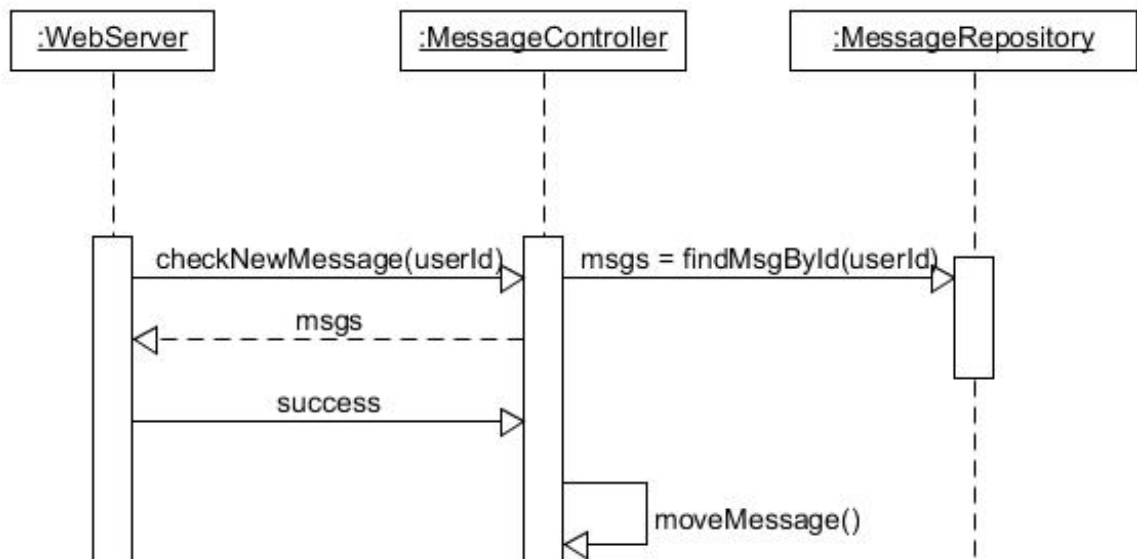 :WebServer
:MessageController
:MessageRepository
checkNewMessage(userId)
msgs = findMsgById(userId)
msgs
success
moveMessage()